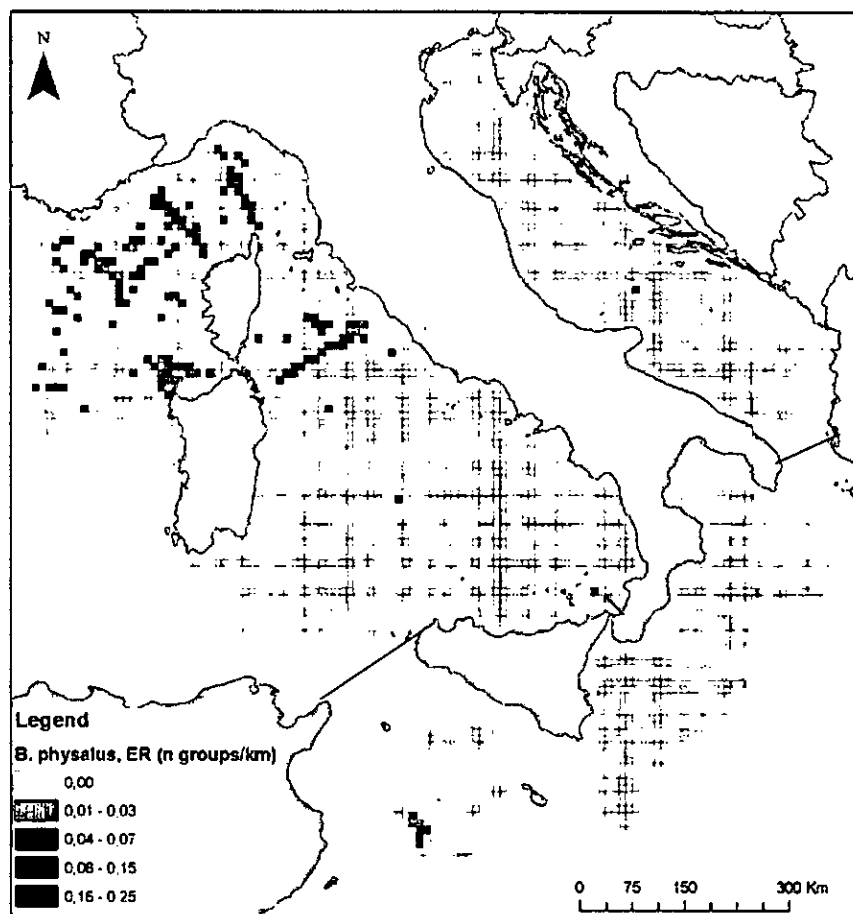 N
Legend
B. physalus, ER (n groups/km)
0,00
0,01 - 0,03
0,04 - 0,07
0,08 - 0,15
0,16 - 0,25
0 75 150 300 Km